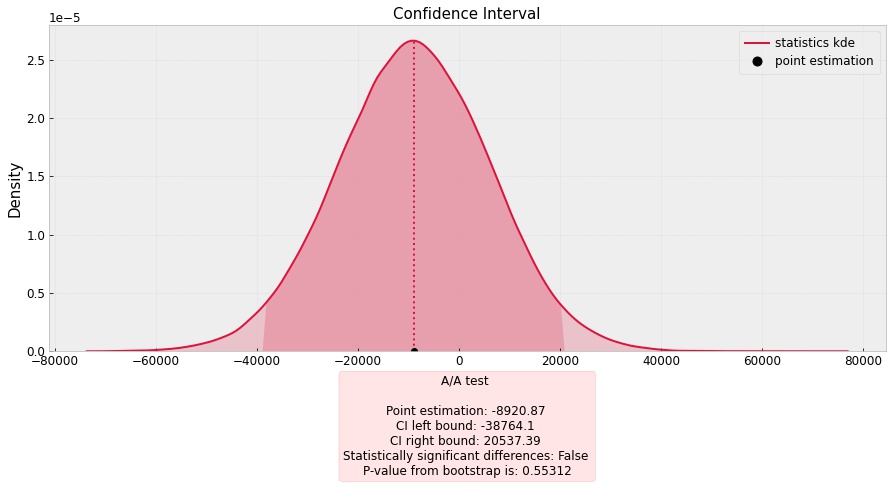 Confidence Interval
1e−5
statistics kde
point estimation
2.5
2.0
1.5
1.0
0.5
0.0
Density
−80000 −60000 −40000 −20000 0 20000 40000 60000 80000
A/A test
Point estimation: -8920.87
CI left bound: -38764.1
CI right bound: 20537.39
Statistically significant differences: False
P-value from bootstrap is: 0.55312